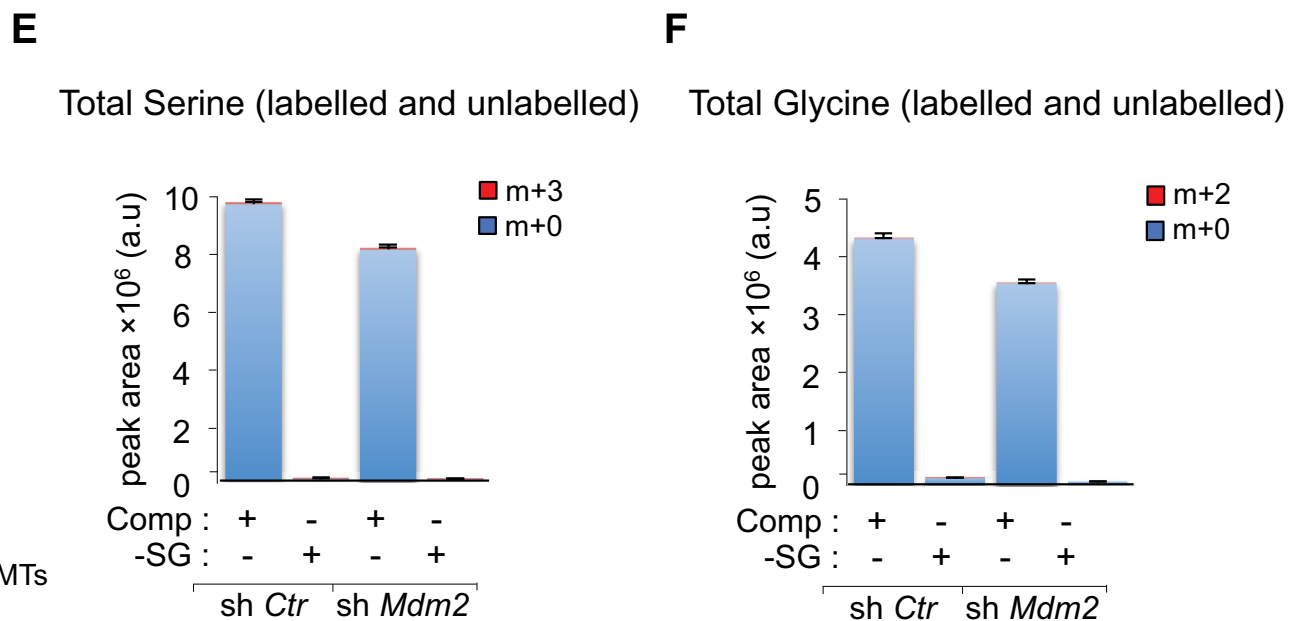 E
Total Serine (labelled and unlabelled)
peak area ×10⁶ (a.u)
10
8
6
4
2
0
m+3
m+0
Comp : + - + -
-SG : - + - +
sh Ctr sh Mdm2
MTs
F
Total Glycine (labelled and unlabelled)
peak area ×10⁶ (a.u)
5
4
3
2
1
0
m+2
m+0
Comp : + - + -
-SG : - + - +
sh Ctr sh Mdm2